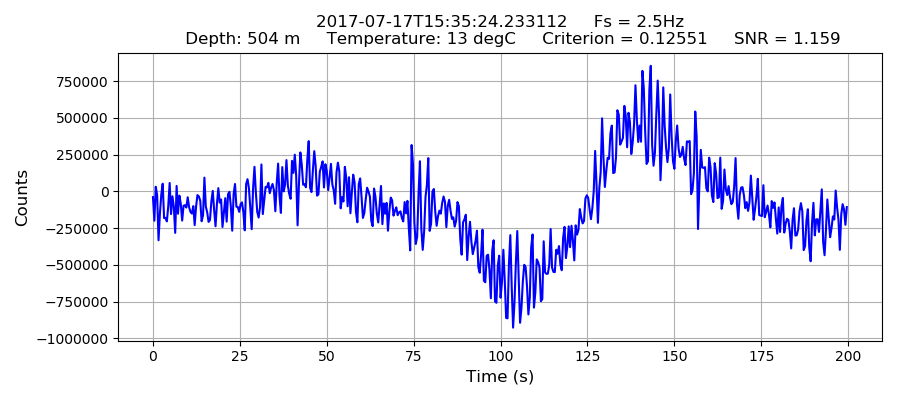 2017-07-17T15:35:24.233112 Fs = 2.5Hz
Depth: 504 m Temperature: 13 degC Criterion = 0.12551 SNR = 1.159
Counts
750000
500000
250000
0
−250000
−500000
−750000
−1000000
0 25 50 75 100 125 150 175 200
Time (s)